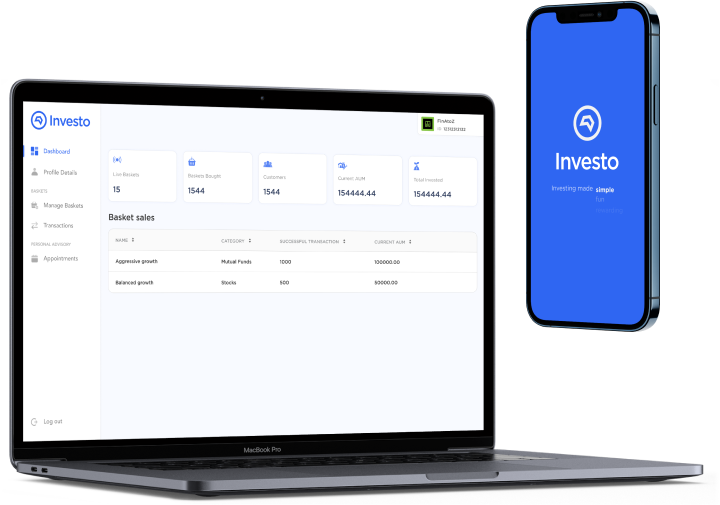 Investo
FinAtoZ
ID: 12312312123
Dashboard
Profile Details
BASKETS
Manage Baskets
Transactions
PERSONAL ADVISORY
Appointments
Log out
Live Baskets
15
Baskets Bought
1544
Customers
1544
Current AUM
154444.44
Total Invested
154444.44
Basket sales
NAME CATEGORY SUCCESSFUL TRANSACTION CURRENT AUM
Aggressive growth Mutual Funds 1000 100000.00
Balanced growth Stocks 500 50000.00
MacBook Pro
Investo
Investing made simple
fun